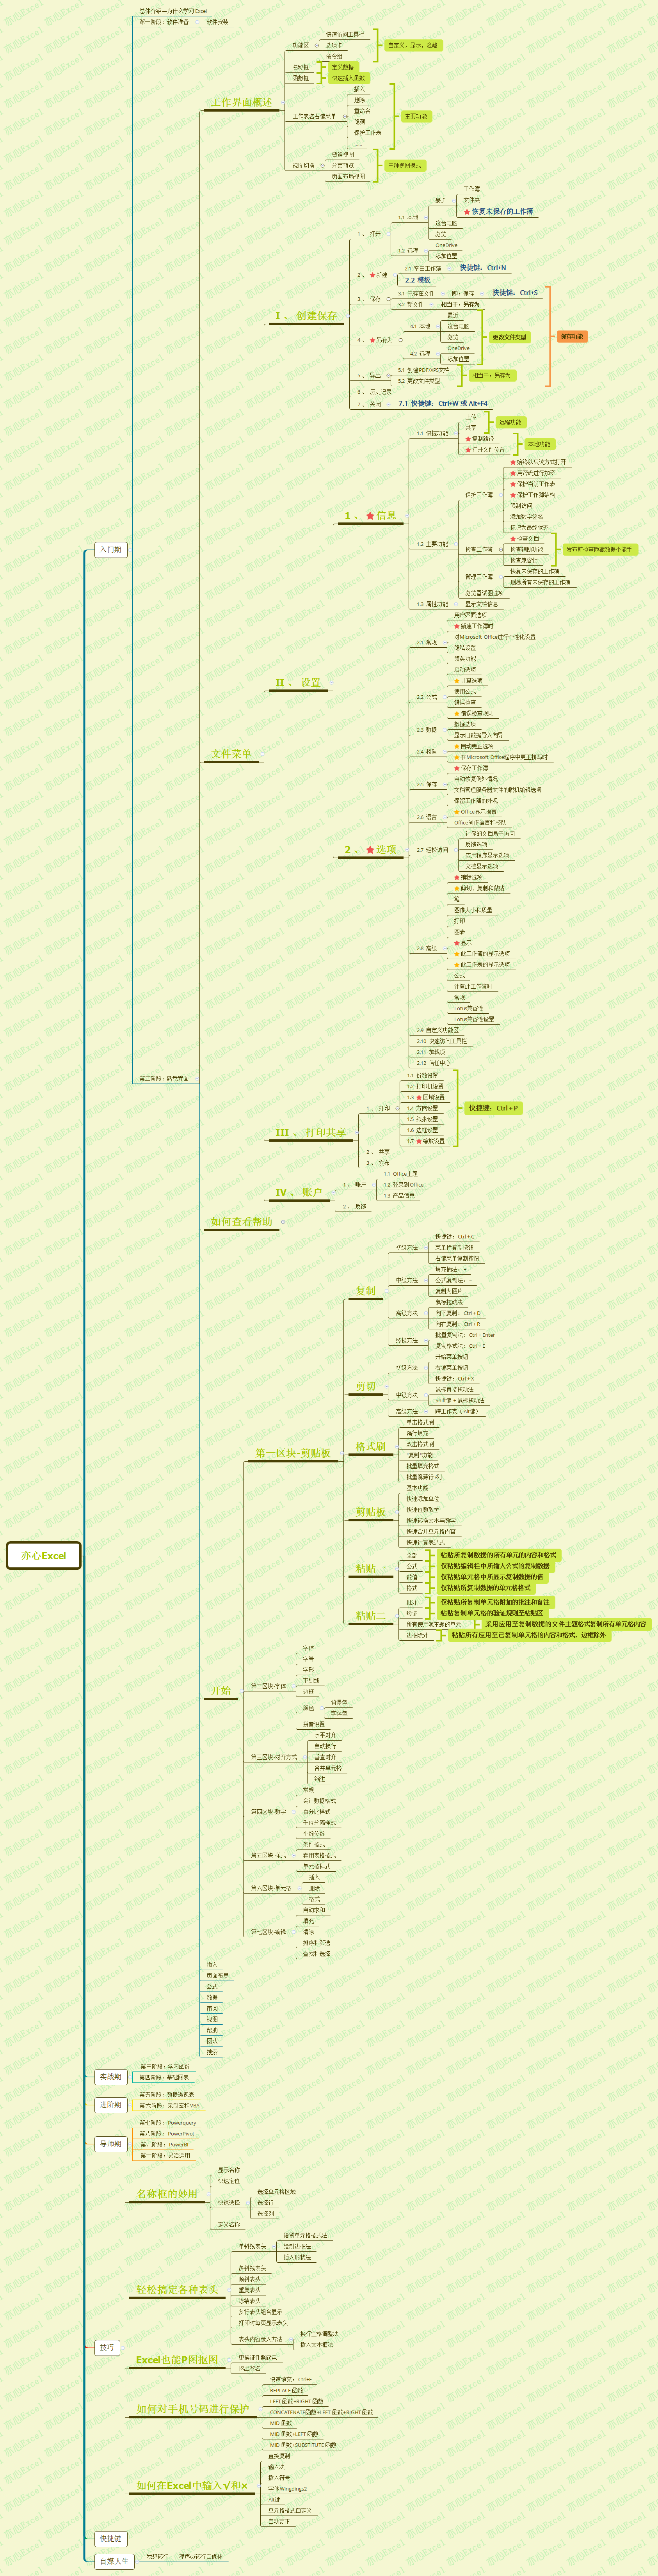 亦心Excel
入门期
总体介绍—为什么学习Excel
第一阶段：软件准备
软件安装
第二阶段：熟悉界面
工作界面概述
功能区
快速访问工具栏
选项卡
命令组
自定义，显示，隐藏
名称框
定义数据
函数框
快速插入函数
工作表名右键菜单
插入
删除
重命名
隐藏
保护工作表
......
主要功能
视图切换
普通视图
分页预览
页面布局视图
三种视图模式
文件菜单
I 、创建保存
1 、 打开
1.1 本地
最近
工作簿
文件夹
恢复未保存的工作簿
这台电脑
浏览
1.2 远程
OneDrive
添加位置
2 、 新建
2.1 空白工作簿
快捷键：Ctrl+N
2.2 模板
3 、 保存
3.1 已存在文件
即：保存
快捷键：Ctrl+S
3.2 新文件
相当于：另存为
4 、 另存为
4.1 本地
最近
这台电脑
浏览
4.2 远程
OneDrive
添加位置
更改文件类型
保存功能
5 、 导出
5.1 创建PDF/XPS文档
5.2 更改文件类型
相当于：另存为
6 、 历史记录
7 、 关闭
7.1 快捷键：Ctrl+W 或 Alt+F4
II 、 设置
1 、 信息
1.1 快捷功能
上传
共享
远程功能
复制路径
打开文件位置
本地功能
1.2 主要功能
保护工作簿
始终以只读方式打开
用密码进行加密
保护当前工作表
保护工作簿结构
限制访问
添加数字签名
标记为最终状态
检查工作簿
检查文档
检查辅助功能
检查兼容性
发布前检查隐藏数据小能手
管理工作簿
恢复未保存的工作簿
删除所有未保存的工作簿
浏览器试图选项
1.3 属性功能
显示文档信息
2 、 选项
2.1 常规
用户界面选项
新建工作簿时
对Microsoft Office进行个性化设置
隐私设置
领英功能
启动选项
2.2 公式
计算选项
使用公式
错误检查
错误检查规则
2.3 数据
数据选项
显示旧数据导入向导
2.4 校队
自动更正选项
在Microsoft Office程序中更正拼写时
2.5 保存
保存工作簿
自动恢复例外情况
文档管理服务器文件的脱机编辑选项
保留工作簿的外观
2.6 语言
Office显示语言
Office创作语言和校队
2.7 轻松访问
让你的文档易于访问
反馈选项
应用程序显示选项
文档显示选项
2.8 高级
编辑选项
剪切、复制和黏帖
笔
图像大小和质量
打印
图表
显示
此工作簿的显示选项
此工作表的显示选项
公式
计算此工作簿时
常规
Lotus兼容性
Lotus兼容性设置
2.9 自定义功能区
2.10 快速访问工具栏
2.11 加载项
2.12 信任中心
III 、 打印共享
1 、 打印
1.1 份数设置
1.2 打印机设置
1.3 区域设置
1.4 方向设置
1.5 纸张设置
1.6 边框设置
1.7 缩放设置
快捷键：Ctrl + P
2 、 共享
3 、 发布
IV 、 账户
1 、 账户
1.1 Office主题
1.2 登录到Office
1.3 产品信息
2 、 反馈
如何查看帮助
开始
第一区块-剪贴板
复制
初级方法
快捷键：Ctrl + C
菜单栏复制按钮
右键菜单复制按钮
中级方法
填充柄法：+
公式复制法：=
复制为图片
高级方法
鼠标拖动法
向下复制：Ctrl + D
向右复制：Ctrl + R
终极方法
批量复制法：Ctrl + Enter
复制格式法：Ctrl + E
剪切
初级方法
开始菜单按钮
右键菜单按钮
快捷键：Ctrl + X
中级方法
鼠标直接拖动法
Shift键 + 鼠标拖动法
高级方法
跨工作表（Alt键）
格式刷
单击格式刷
隔行填充
双击格式刷
“复制”功能
批量填充格式
批量隐藏行/列
剪贴板
基本功能
快速添加单位
快速位数取舍
快速转换文本与数字
快速合并单元格内容
快速计算表达式
粘贴一
全部
粘贴所复制数据的所有单元的内容和格式
公式
仅粘贴编辑栏中所输入公式的复制数据
数值
仅粘贴单元格中所显示复制数据的值
格式
仅粘贴所复制数据的单元格格式
粘贴二
批注
仅粘贴所复制单元格附加的批注和备注
验证
粘贴复制单元格的验证规则至粘贴区
所有使用源主题的单元
采用应用至复制数据的文件主题格式复制所有单元格内容
边框除外
粘贴所有应用至已复制单元格的内容和格式，边框除外
第二区块-字体
字体
字号
字形
下划线
边框
颜色
背景色
字体色
拼音设置
第三区块-对齐方式
水平对齐
自动换行
垂直对齐
合并单元格
缩进
第四区块-数字
常规
会计数据格式
百分比样式
千位分隔样式
小数位数
第五区块-样式
条件格式
套用表格格式
单元格样式
第六区块-单元格
插入
删除
格式
第七区块-编辑
自动求和
填充
清除
排序和筛选
查找和选择
插入
页面布局
公式
数据
审阅
视图
帮助
团队
搜索
实战期
第三阶段：学习函数
第四阶段：基础图表
进阶期
第五阶段：数据透视表
第六阶段：录制宏和VBA
导师期
第七阶段：Powerquery
第八阶段：PowerPivot
第九阶段：PowerBI
第十阶段：灵活运用
技巧
名称框的妙用
显示名称
快速定位
快速选择
选择单元格区域
选择行
选择列
定义名称
轻松搞定各种表头
单斜线表头
设置单元格格式法
绘制边框法
插入形状法
多斜线表头
倾斜表头
重复表头
冻结表头
多行表头组合显示
打印时每页显示表头
表头内容录入方法
换行空格调整法
插入文本框法
Excel也能P图抠图
更换证件照底色
抠出签名
如何对手机号码进行保护
快速填充：Ctrl+E
REPLACE 函数
LEFT 函数+RIGHT 函数
CONCATENATE函数+LEFT 函数+RIGHT函数
MID 函数
MID 函数+LEFT 函数
MID 函数+SUBSTITUTE 函数
如何在Excel中输入√和×
直接复制
输入法
插入符号
字体Wingdings2
Alt键
单元格格式自定义
自动更正
快捷键
自媒人生
我想转行——程序员转行自媒体